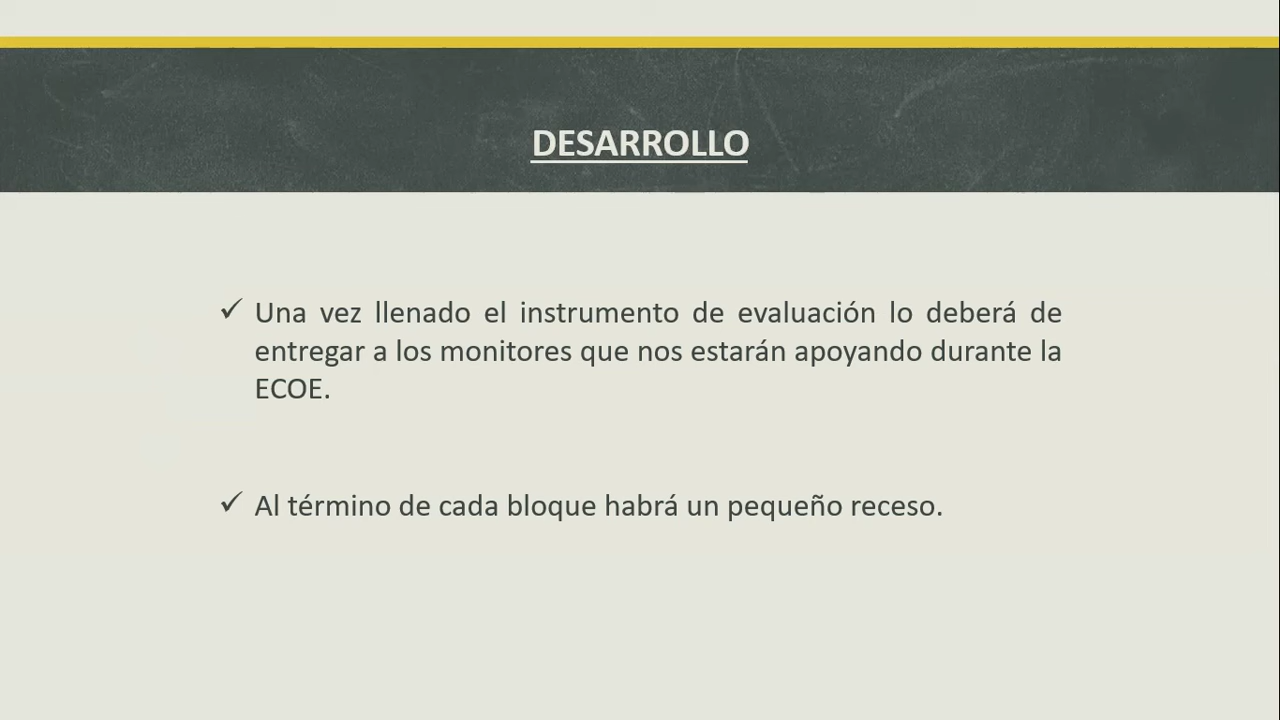 DESARROLLO
✓ Una vez llenado el instrumento de evaluación lo deberá de
entregar a los monitores que nos estarán apoyando durante la
ECOE.
✓ Al término de cada bloque habrá un pequeño receso.